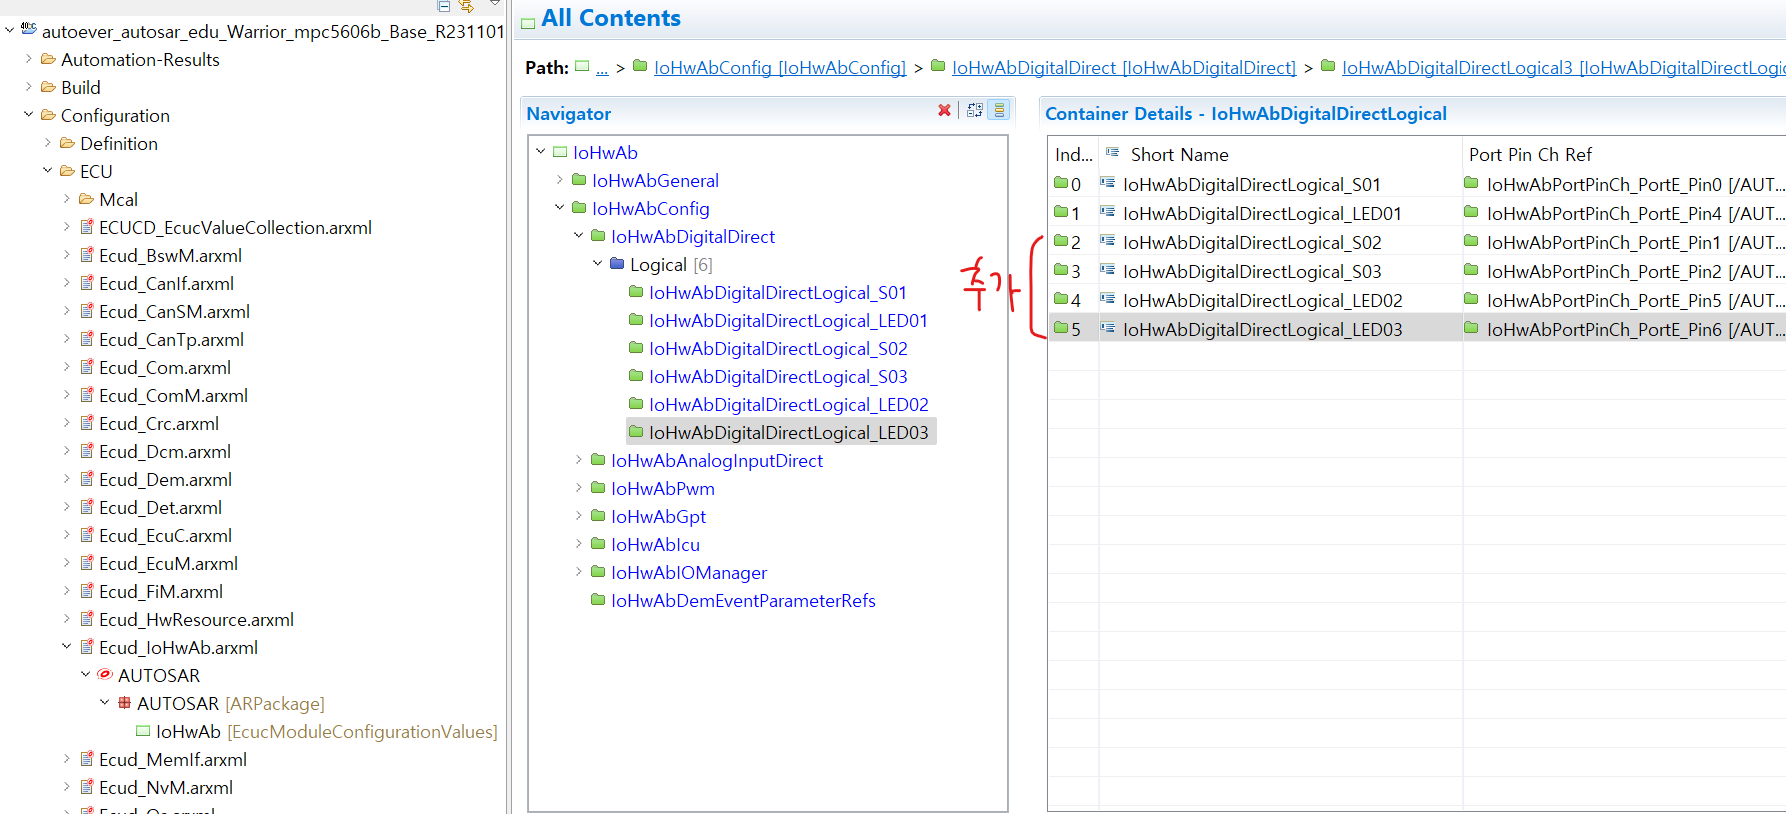 autoever_autosar_edu_Warrior_mpc5606b_Base_R231101
Automation-Results
Build
Configuration
Definition
ECU
Mcal
ECUCD_EcucValueCollection.arxml
Ecud_BswM.arxml
Ecud_CanIf.arxml
Ecud_CanSM.arxml
Ecud_CanTp.arxml
Ecud_Com.arxml
Ecud_ComM.arxml
Ecud_Crc.arxml
Ecud_Dcm.arxml
Ecud_Dem.arxml
Ecud_Det.arxml
Ecud_EcuC.arxml
Ecud_EcuM.arxml
Ecud_FiM.arxml
Ecud_HwResource.arxml
Ecud_IoHwAb.arxml
AUTOSAR
AUTOSAR [ARPackage]
IoHwAb [EcucModuleConfigurationValues]
Ecud_MemIf.arxml
Ecud_NvM.arxml
All Contents
Path: ... > IoHwAbConfig [IoHwAbConfig] > IoHwAbDigitalDirect [IoHwAbDigitalDirect] > IoHwAbDigitalDirectLogical3 [IoHwAbDigitalDirectLogic
Navigator
IoHwAb
IoHwAbGeneral
IoHwAbConfig
IoHwAbDigitalDirect
Logical [6]
IoHwAbDigitalDirectLogical_S01
IoHwAbDigitalDirectLogical_LED01
IoHwAbDigitalDirectLogical_S02
IoHwAbDigitalDirectLogical_S03
IoHwAbDigitalDirectLogical_LED02
IoHwAbDigitalDirectLogical_LED03
IoHwAbAnalogInputDirect
IoHwAbPwm
IoHwAbGpt
IoHwAbIcu
IoHwAbIOManager
IoHwAbDemEventParameterRefs
추가
Container Details - IoHwAbDigitalDirectLogical
Ind... Short Name Port Pin Ch Ref
0 IoHwAbDigitalDirectLogical_S01 IoHwAbPortPinCh_PortE_Pin0 [/AUT...
1 IoHwAbDigitalDirectLogical_LED01 IoHwAbPortPinCh_PortE_Pin4 [/AUT...
2 IoHwAbDigitalDirectLogical_S02 IoHwAbPortPinCh_PortE_Pin1 [/AUT...
3 IoHwAbDigitalDirectLogical_S03 IoHwAbPortPinCh_PortE_Pin2 [/AUT...
4 IoHwAbDigitalDirectLogical_LED02 IoHwAbPortPinCh_PortE_Pin5 [/AUT...
5 IoHwAbDigitalDirectLogical_LED03 IoHwAbPortPinCh_PortE_Pin6 [/AUT...